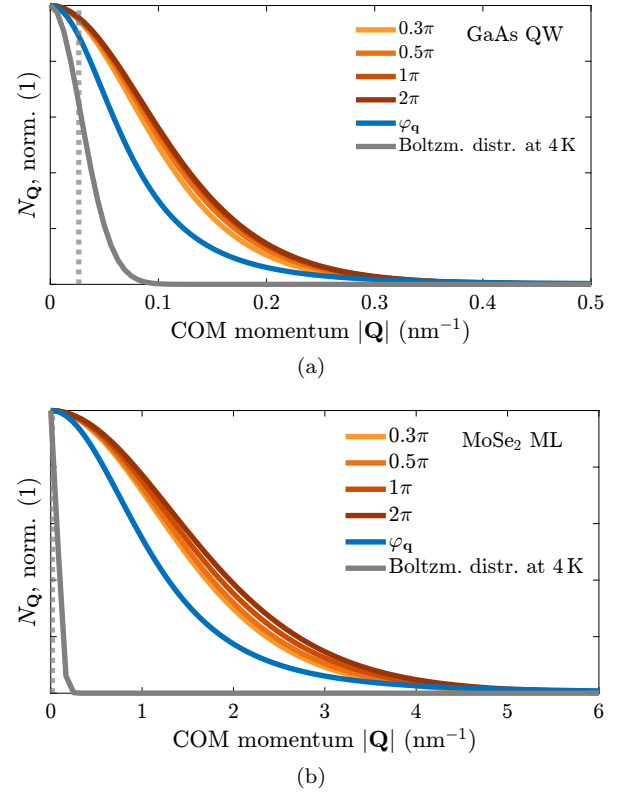 0.3π
GaAs QW
0.5π
1π
2π
φ_q
Boltzm. distr. at 4 K
N_Q, norm. (1)
0 0.1 0.2 0.3 0.4 0.5
COM momentum |Q| (nm⁻¹)
(a)
0.3π
MoSe₂ ML
0.5π
1π
2π
φ_q
Boltzm. distr. at 4 K
N_Q, norm. (1)
0 1 2 3 4 5 6
COM momentum |Q| (nm⁻¹)
(b)